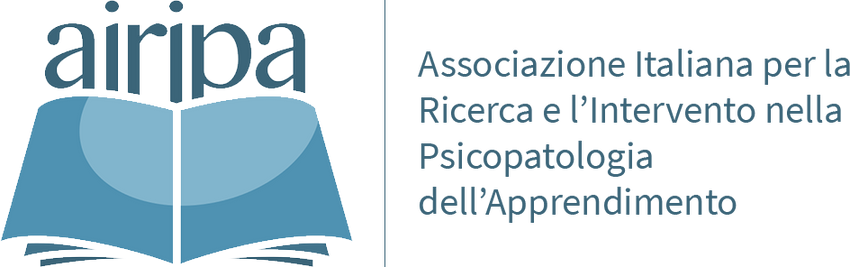 airipa
Associazione Italiana per la
Ricerca e l’Intervento nella
Psicopatologia
dell’Apprendimento